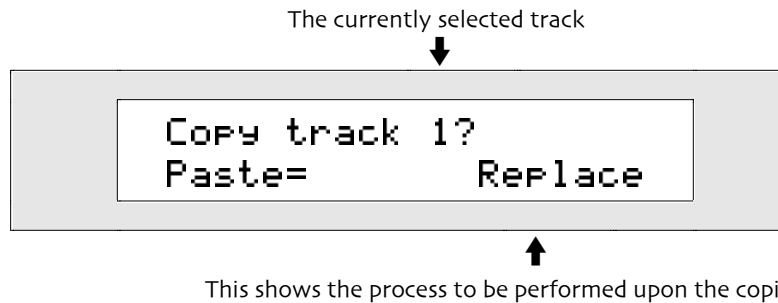 The currently selected track
Copy track 1?
Paste= Replace
This shows the process to be performed upon the copi